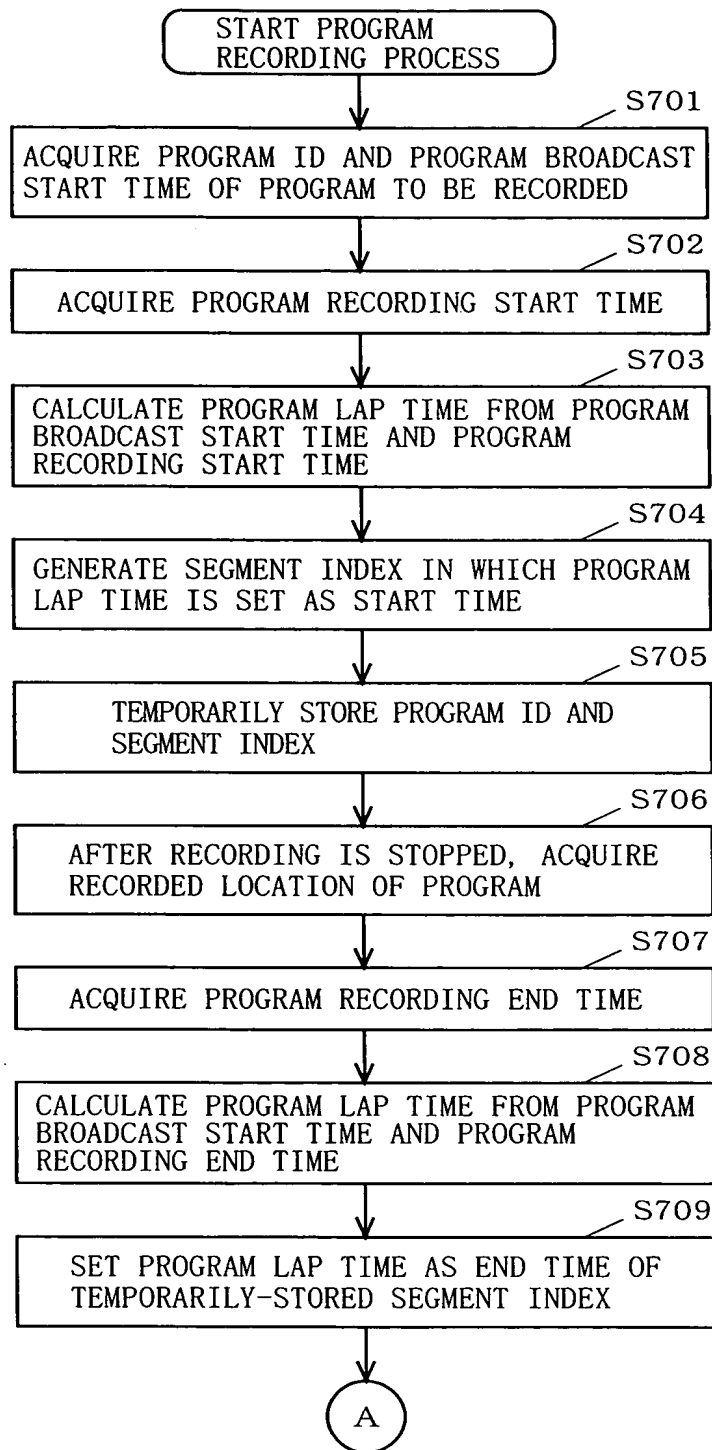 START PROGRAM
RECORDING PROCESS
S701
ACQUIRE PROGRAM ID AND PROGRAM BROADCAST
START TIME OF PROGRAM TO BE RECORDED
S702
ACQUIRE PROGRAM RECORDING START TIME
S703
CALCULATE PROGRAM LAP TIME FROM PROGRAM
BROADCAST START TIME AND PROGRAM
RECORDING START TIME
S704
GENERATE SEGMENT INDEX IN WHICH PROGRAM
LAP TIME IS SET AS START TIME
S705
TEMPORARILY STORE PROGRAM ID AND
SEGMENT INDEX
S706
AFTER RECORDING IS STOPPED, ACQUIRE
RECORDED LOCATION OF PROGRAM
S707
ACQUIRE PROGRAM RECORDING END TIME
S708
CALCULATE PROGRAM LAP TIME FROM PROGRAM
BROADCAST START TIME AND PROGRAM
RECORDING END TIME
S709
SET PROGRAM LAP TIME AS END TIME OF
TEMPORARILY-STORED SEGMENT INDEX
A